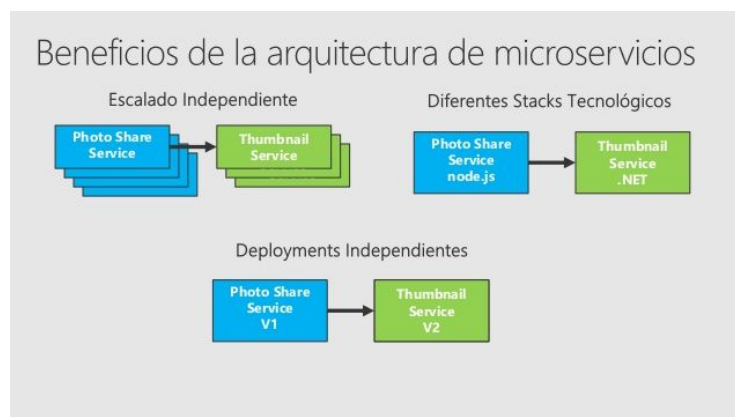 Beneficios de la arquitectura de microservicios
Escalado Independiente
Photo Share
Service
Thumbnail
Service
Diferentes Stacks Tecnológicos
Photo Share
Service
node.js
Thumbnail
Service
.NET
Deployments Independientes
Photo Share
Service
V1
Thumbnail
Service
V2